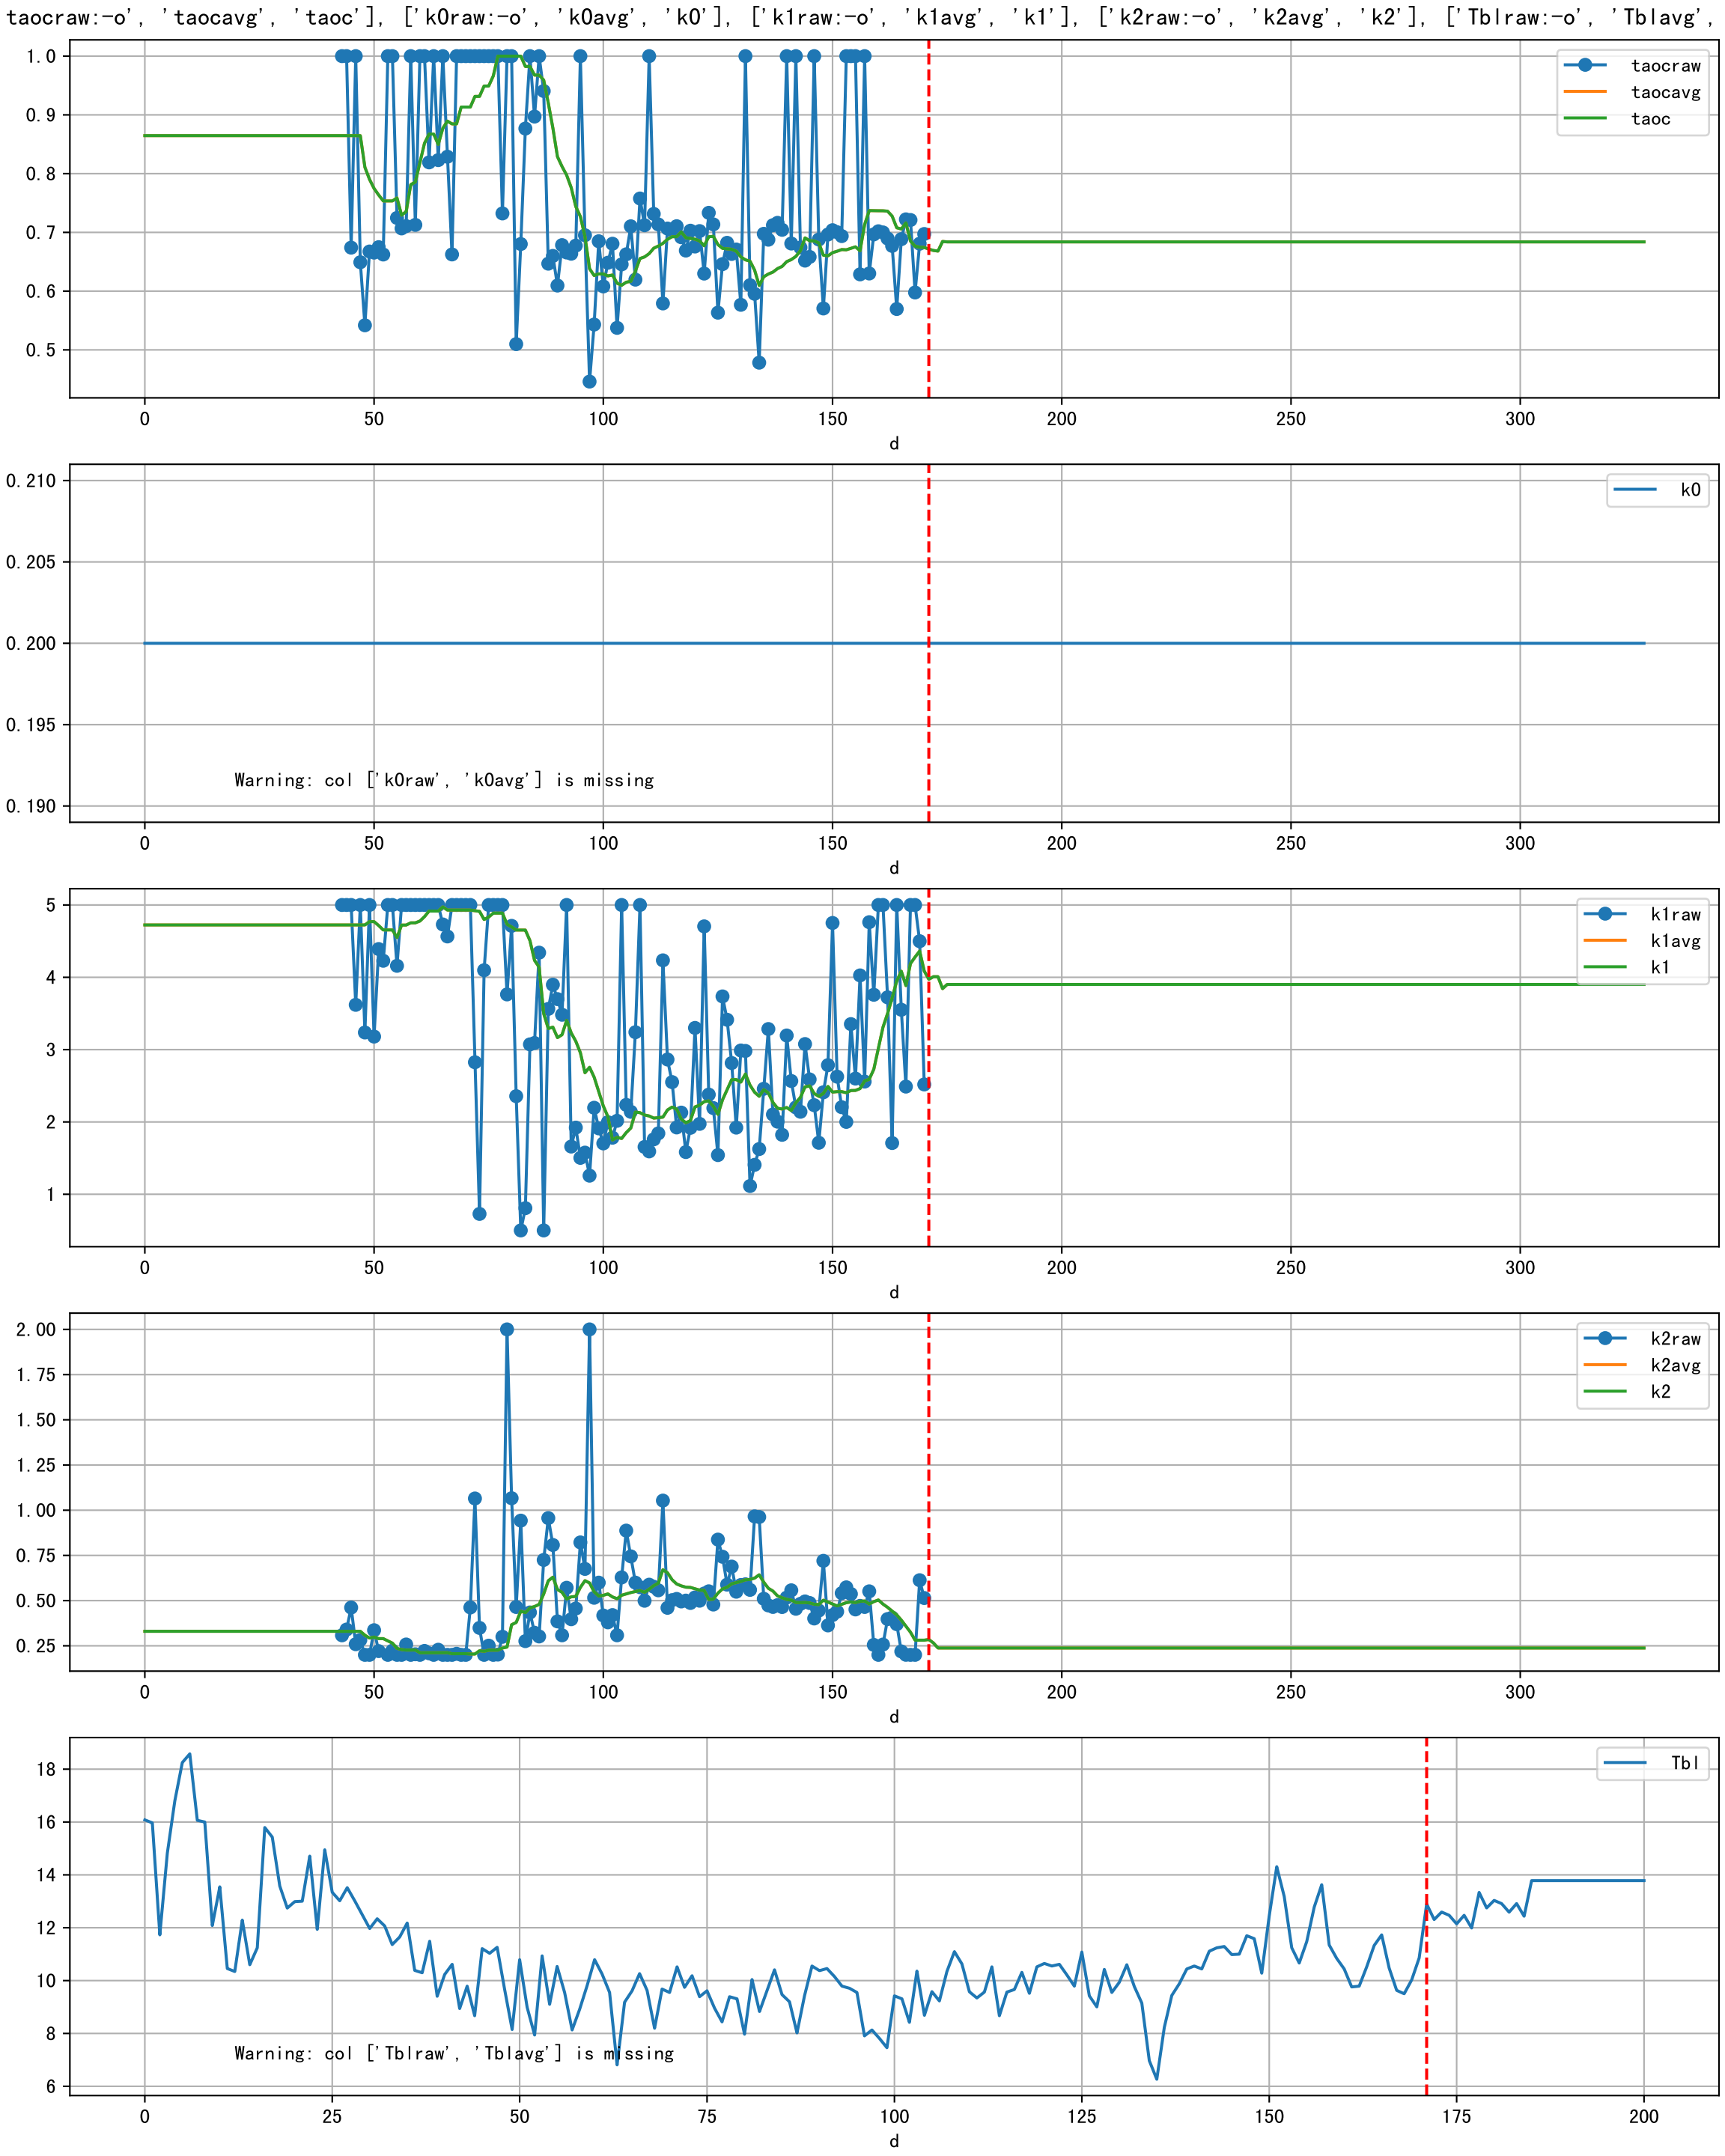 taocraw:-o', 'taocavg', 'taoc'], ['k0raw:-o', 'k0avg', 'k0'], ['k1raw:-o', 'k1avg', 'k1'], ['k2raw:-o', 'k2avg', 'k2'], ['Tblraw:-o', 'Tblavg',
1.0
0.9
0.8
0.7
0.6
0.5
taocraw
taocavg
taoc
0 50 100 150 200 250 300
d
0.210
0.205
0.200
0.195
0.190
k0
Warning: col ['k0raw', 'k0avg'] is missing
0 50 100 150 200 250 300
d
5
4
3
2
1
k1raw
k1avg
k1
0 50 100 150 200 250 300
d
2.00
1.75
1.50
1.25
1.00
0.75
0.50
0.25
k2raw
k2avg
k2
0 50 100 150 200 250 300
d
18
16
14
12
10
8
6
Tbl
Warning: col ['Tblraw', 'Tblavg'] is missing
0 25 50 75 100 125 150 175 200
d